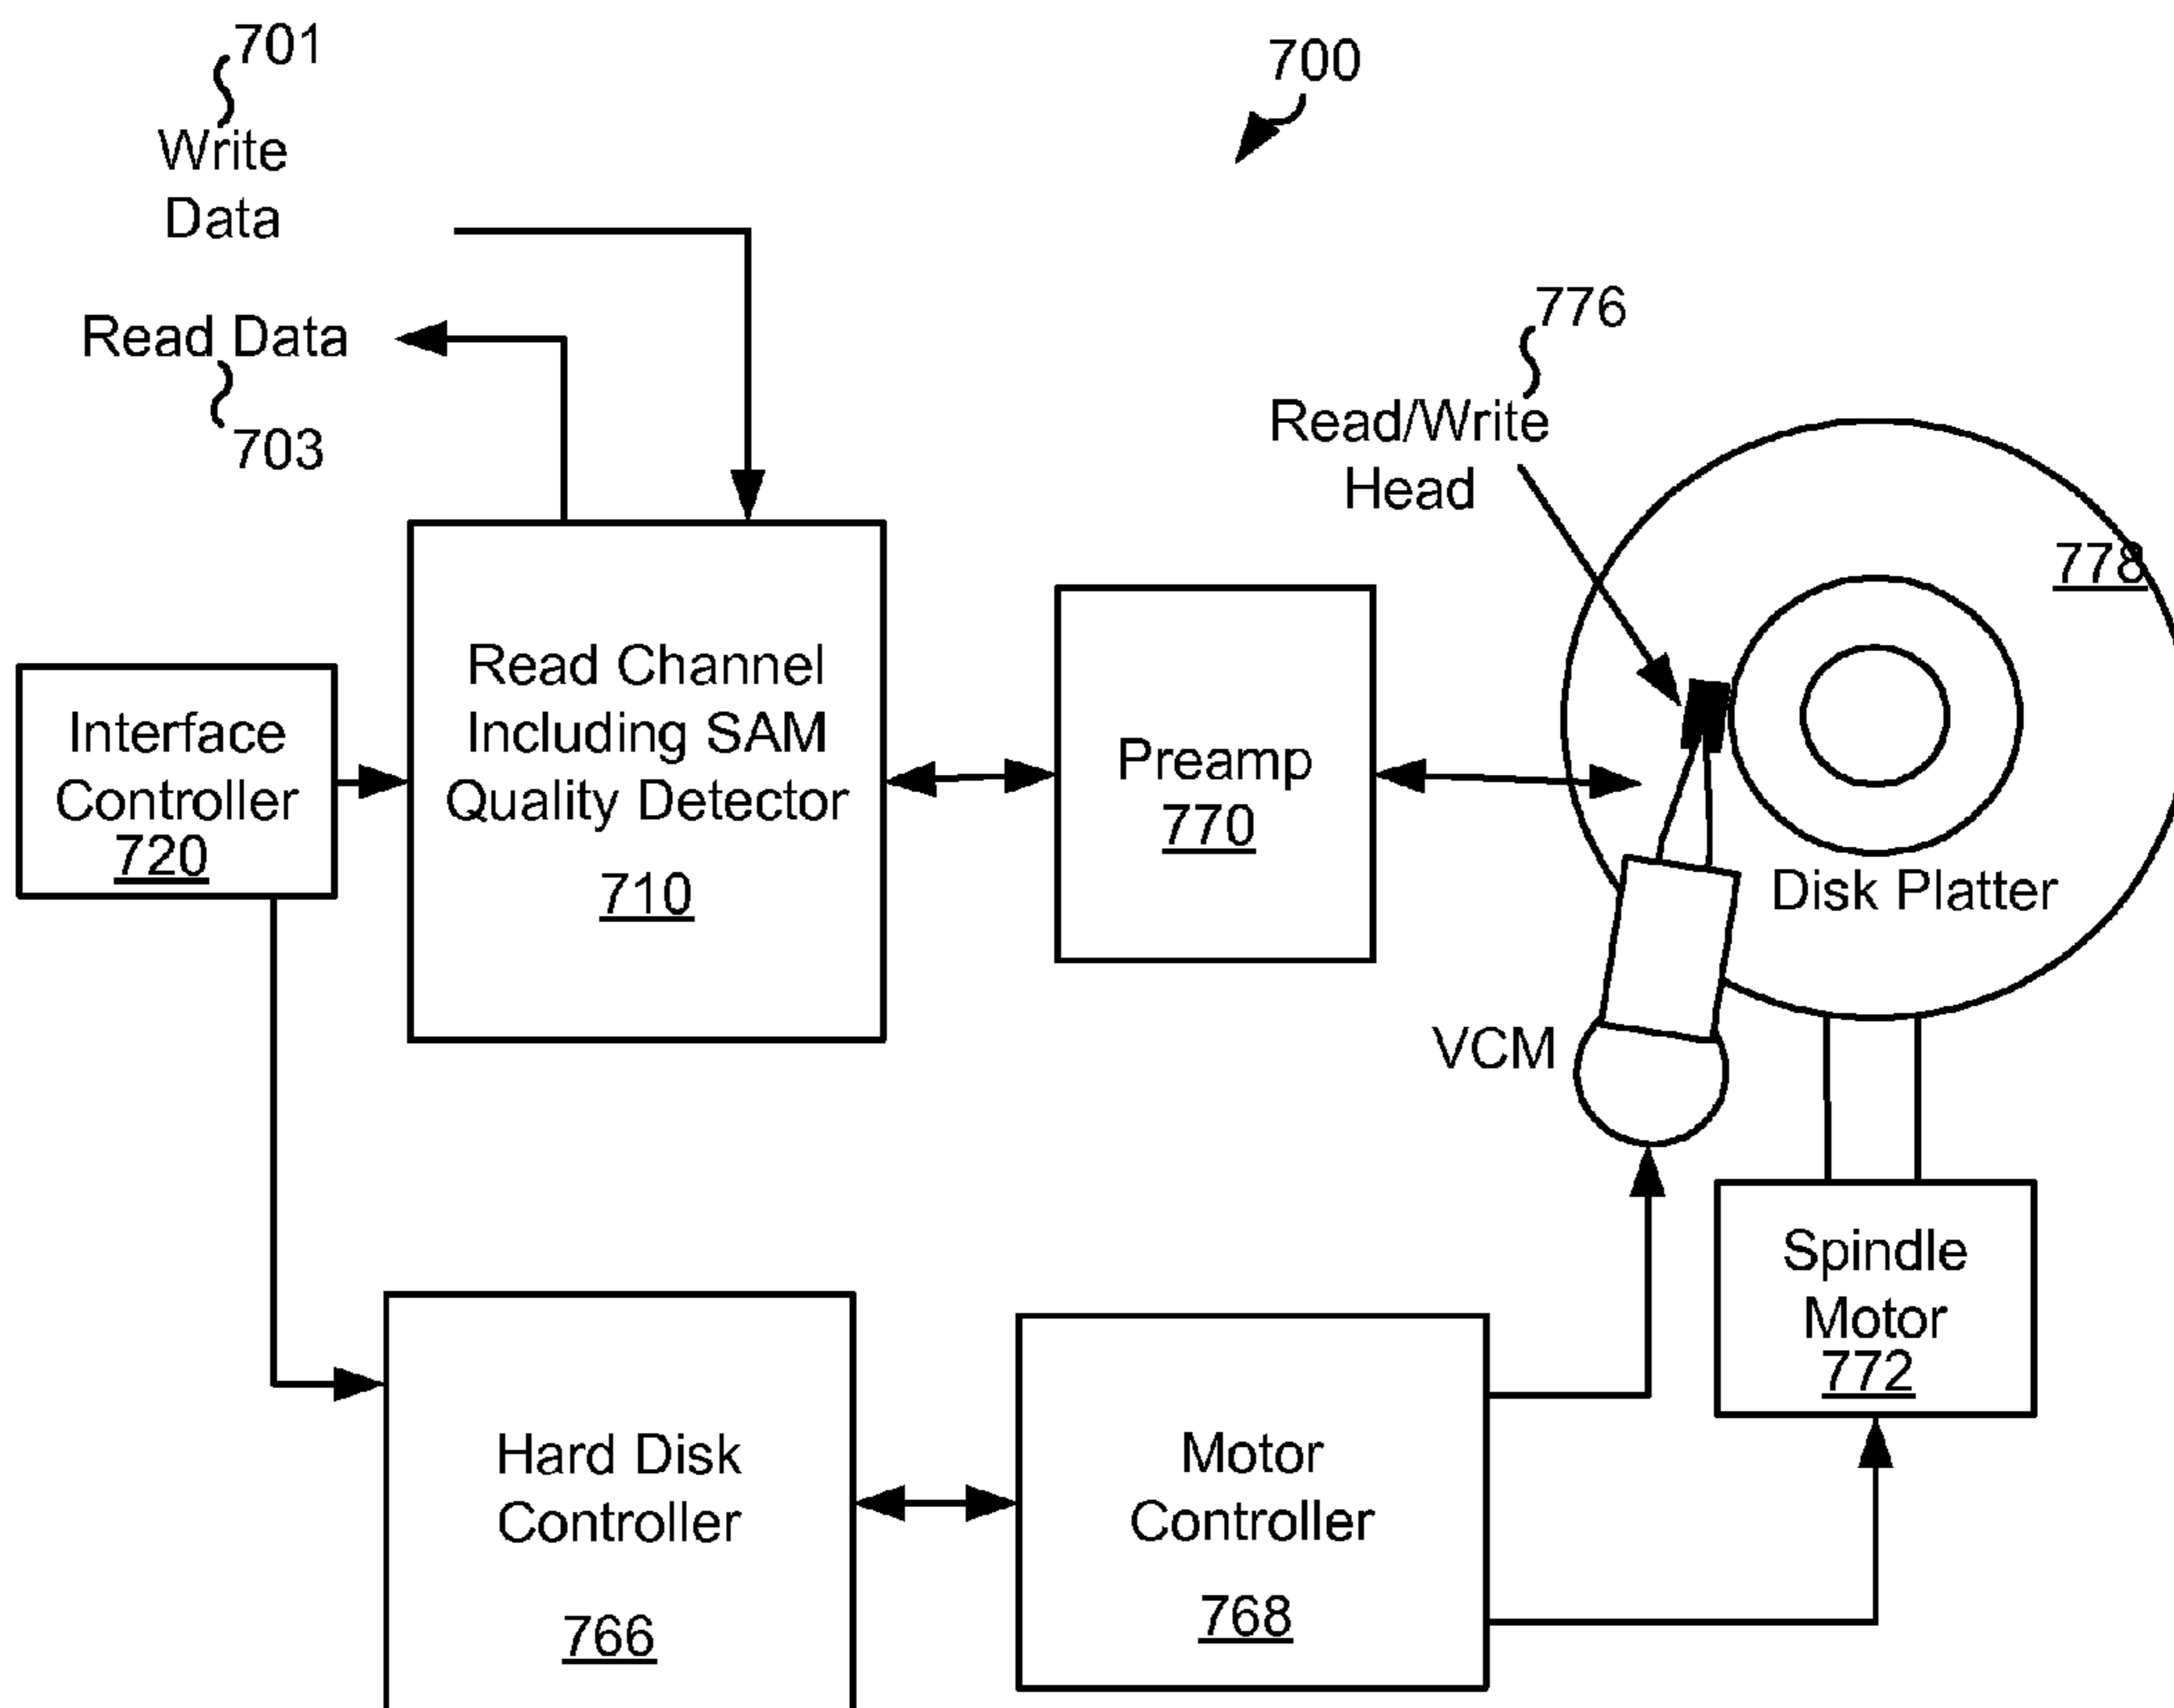 701
Write
Data
700
Read Data
703
776
Read/Write
Head
778
Interface
Controller
720
Read Channel
Including SAM
Quality Detector
710
Preamp
770
Disk Platter
VCM
Spindle
Motor
772
Hard Disk
Controller
766
Motor
Controller
768